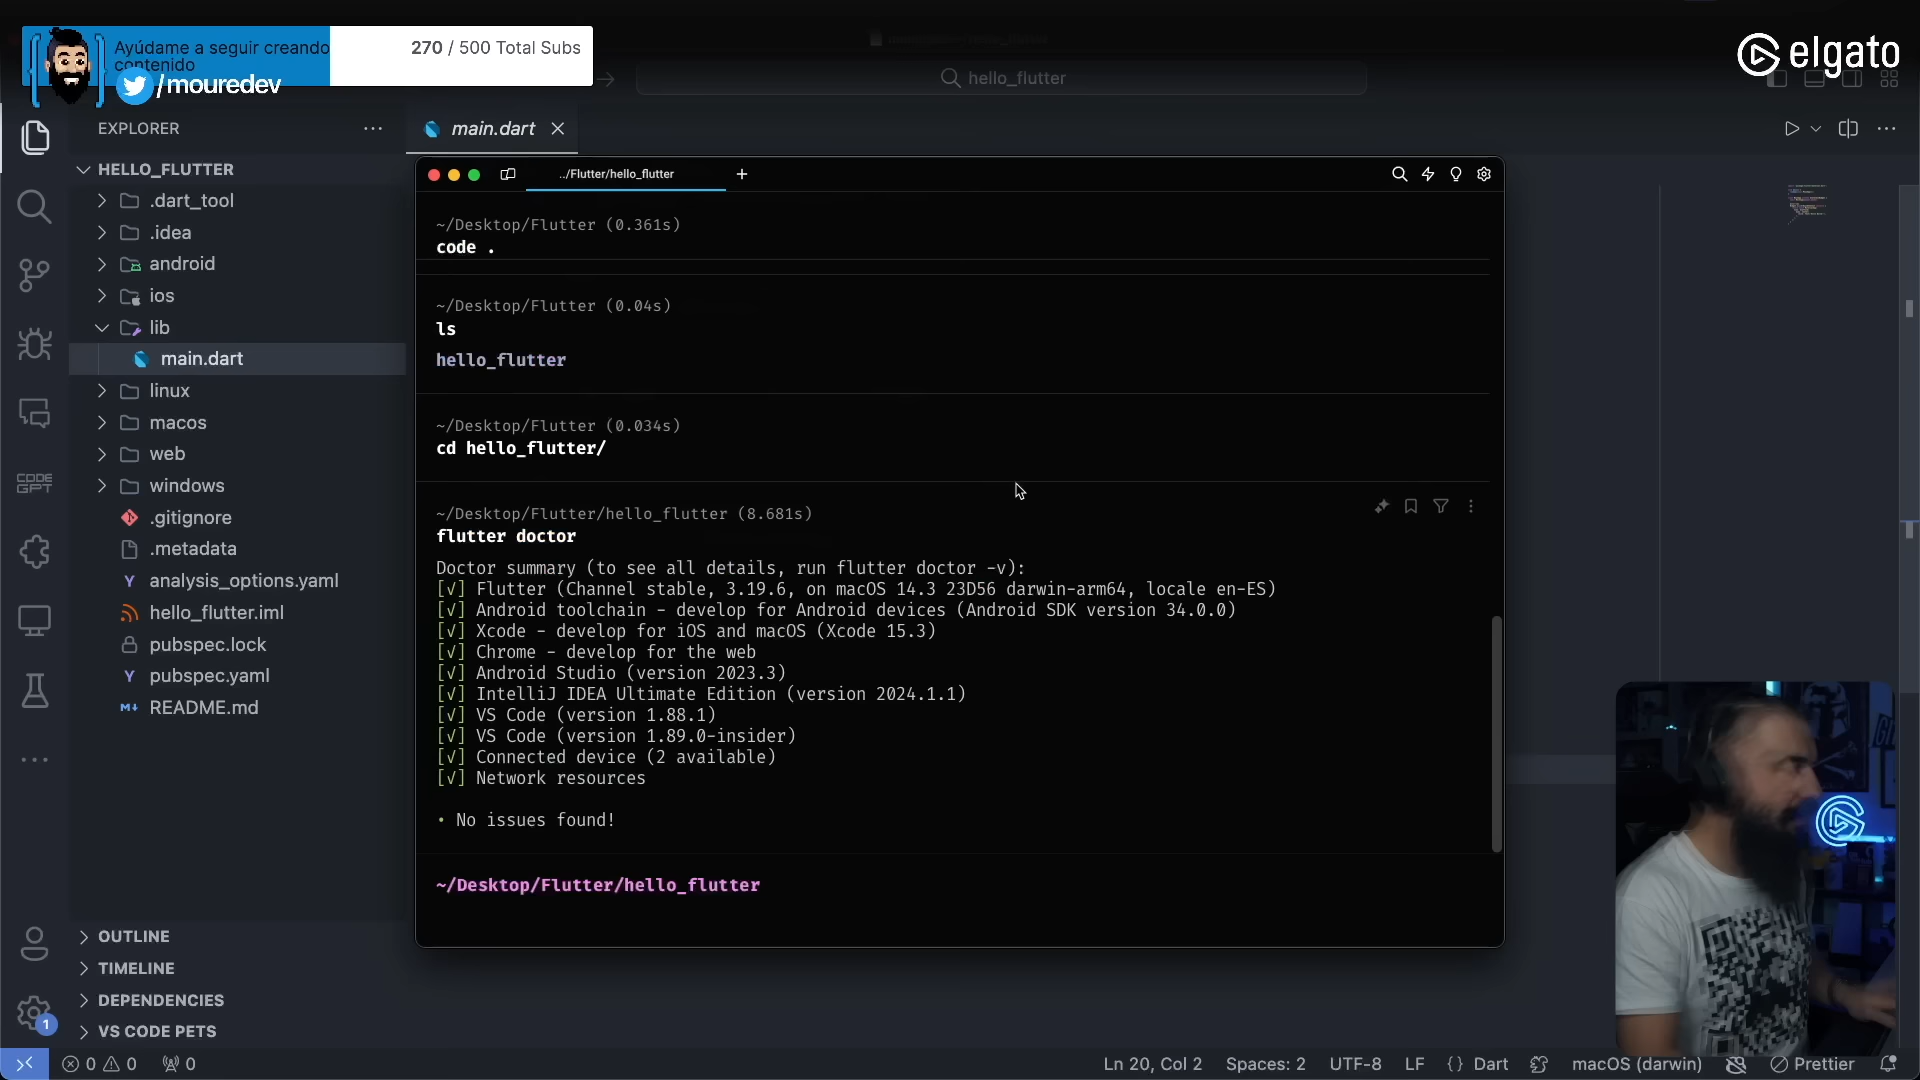 Ayúdame a seguir creando
contenido
270 / 500 Total Subs
/mouredev
hello_flutter
elgato
EXPLORER
main.dart
HELLO_FLUTTER
.dart_tool
.idea
android
ios
lib
main.dart
linux
macos
web
windows
.gitignore
.metadata
analysis_options.yaml
hello_flutter.iml
pubspec.lock
pubspec.yaml
README.md
CODE
GPT
OUTLINE
TIMELINE
DEPENDENCIES
VS CODE PETS
1
../Flutter/hello_flutter
~/Desktop/Flutter (0.361s)
code .
~/Desktop/Flutter (0.04s)
ls
hello_flutter
~/Desktop/Flutter (0.034s)
cd hello_flutter/
~/Desktop/Flutter/hello_flutter (8.681s)
flutter doctor
Doctor summary (to see all details, run flutter doctor -v):
[√] Flutter (Channel stable, 3.19.6, on macOS 14.3 23D56 darwin-arm64, locale en-ES)
[√] Android toolchain - develop for Android devices (Android SDK version 34.0.0)
[√] Xcode - develop for iOS and macOS (Xcode 15.3)
[√] Chrome - develop for the web
[√] Android Studio (version 2023.3)
[√] IntelliJ IDEA Ultimate Edition (version 2024.1.1)
[√] VS Code (version 1.88.1)
[√] VS Code (version 1.89.0-insider)
[√] Connected device (2 available)
[√] Network resources
• No issues found!
~/Desktop/Flutter/hello_flutter
0 0 0
Ln 20, Col 2 Spaces: 2 UTF-8 LF {} Dart macOS (darwin) Prettier